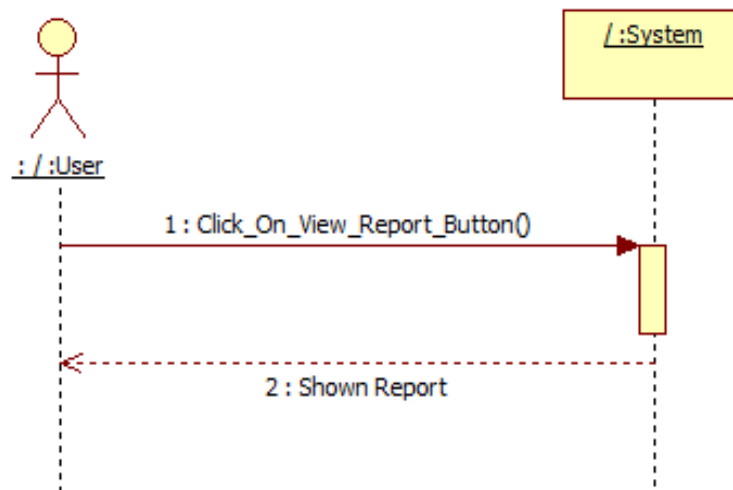 / :System
: / :User
1 : Click_On_View_Report_Button()
2 : Shown Report